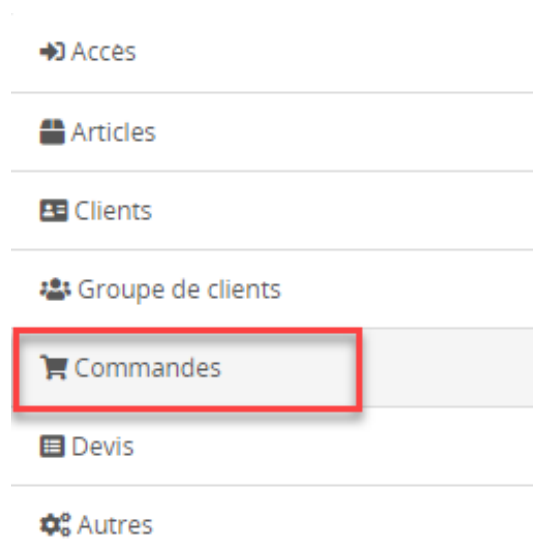 Accès
Articles
Clients
Groupe de clients
Commandes
Devis
Autres